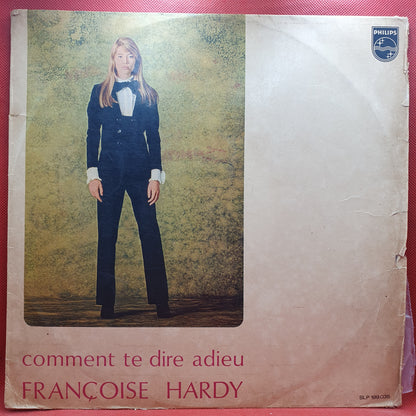 PHILIPS
comment te dire adieu
FRANÇOISE HARDY